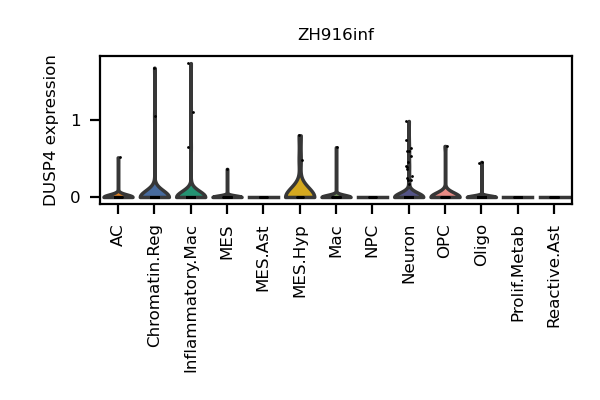 ZH916inf
DUSP4 expression
1
0
AC
Chromatin.Reg
Inflammatory.Mac
MES
MES.Ast
MES.Hyp
Mac
NPC
Neuron
OPC
Oligo
Prolif.Metab
Reactive.Ast